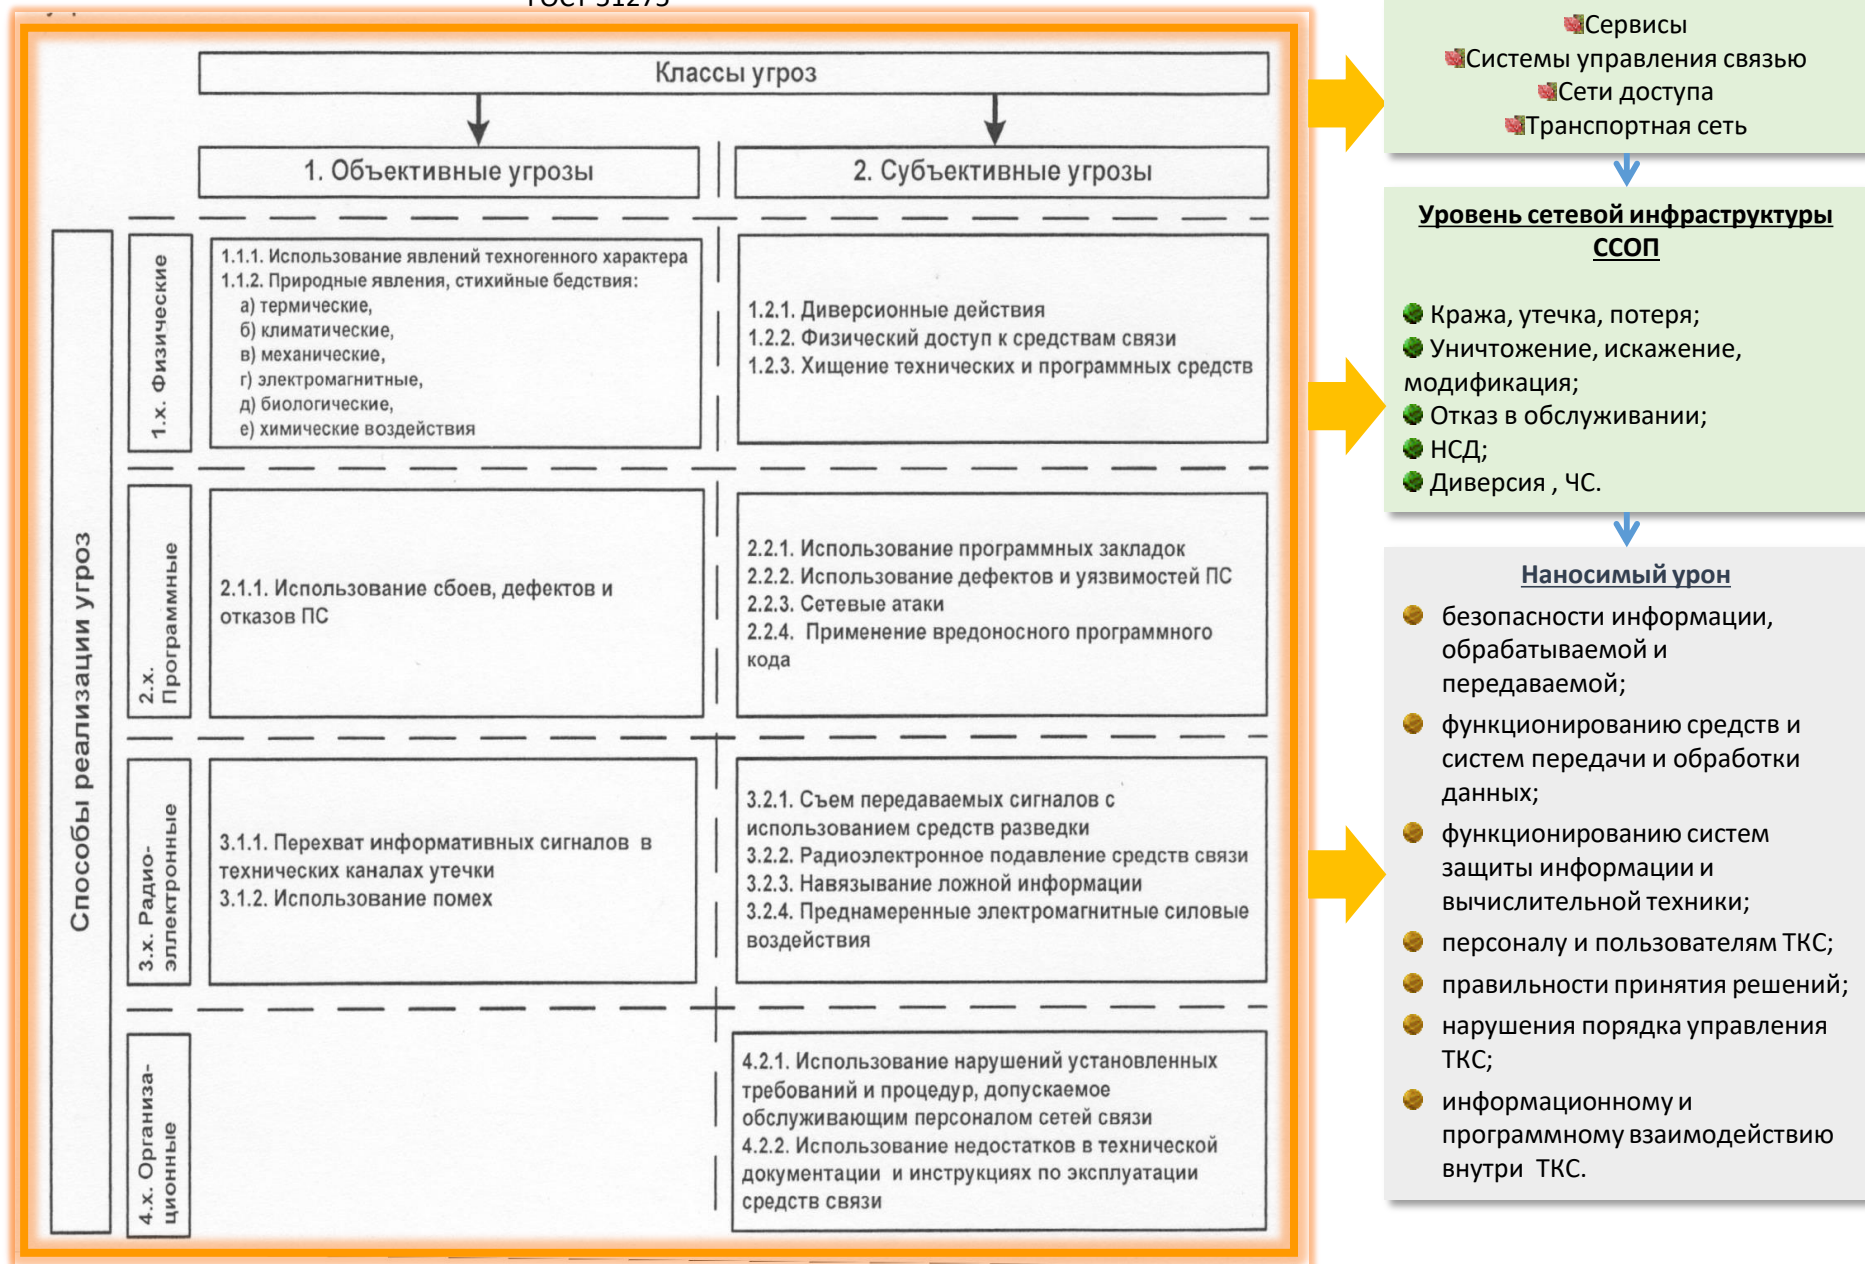 ГОСТ 51275
Классы угроз
1. Объективные угрозы
2. Субъективные угрозы
Способы реализации угроз
1.х. Физические
1.1.1. Использование явлений техногенного характера
1.1.2. Природные явления, стихийные бедствия:
а) термические,
б) климатические,
в) механические,
г) электромагнитные,
д) биологические,
е) химические воздействия
1.2.1. Диверсионные действия
1.2.2. Физический доступ к средствам связи
1.2.3. Хищение технических и программных средств
2.х.
Программные
2.1.1. Использование сбоев, дефектов и
отказов ПС
2.2.1. Использование программных закладок
2.2.2. Использование дефектов и уязвимостей ПС
2.2.3. Сетевые атаки
2.2.4. Применение вредоносного программного
кода
3.х. Радио-
эллектронные
3.1.1. Перехват информативных сигналов в
технических каналах утечки
3.1.2. Использование помех
3.2.1. Съем передаваемых сигналов с
использованием средств разведки
3.2.2. Радиоэлектронное подавление средств связи
3.2.3. Навязывание ложной информации
3.2.4. Преднамеренные электромагнитные силовые
воздействия
4.х. Организа-
ционные
4.2.1. Использование нарушений установленных
требований и процедур, допускаемое
обслуживающим персоналом сетей связи
4.2.2. Использование недостатков в технической
документации и инструкциях по эксплуатации
средств связи
Сервисы
Системы управления связью
Сети доступа
Транспортная сеть
Уровень сетевой инфраструктуры
ССОП
Кража, утечка, потеря;
Уничтожение, искажение,
модификация;
Отказ в обслуживании;
НСД;
Диверсия , ЧС.
Наносимый урон
безопасности информации,
обрабатываемой и
передаваемой;
функционированию средств и
систем передачи и обработки
данных;
функционированию систем
защиты информации и
вычислительной техники;
персоналу и пользователям ТКС;
правильности принятия решений;
нарушения порядка управления
ТКС;
информационному и
программному взаимодействию
внутри ТКС.